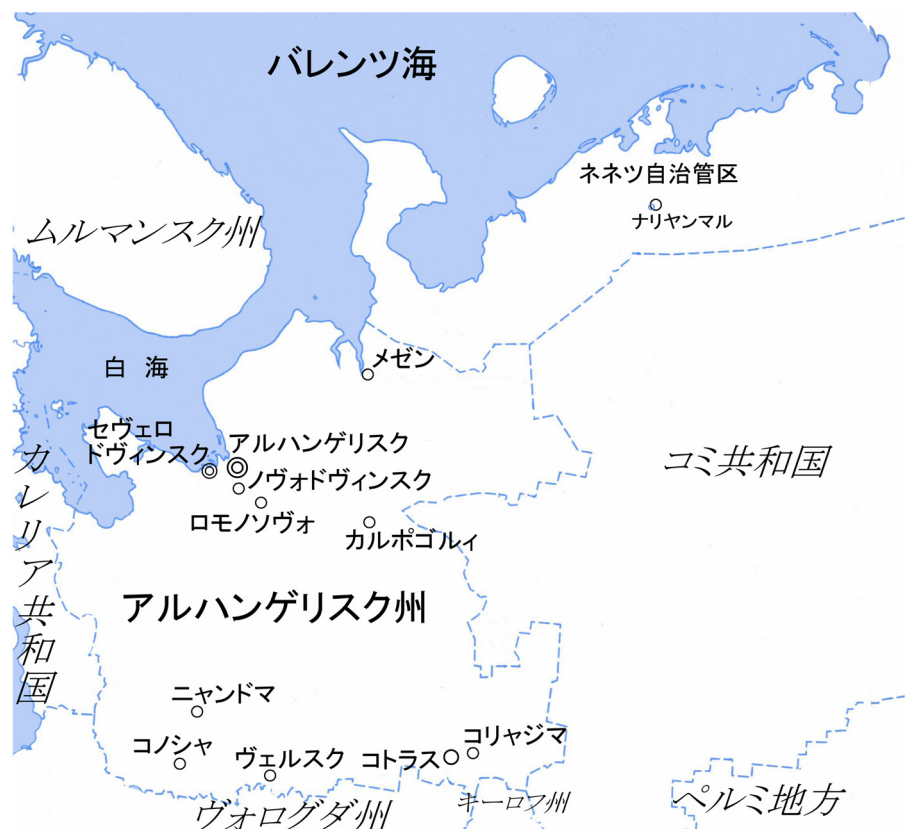 バレンツ海
ネネツ自治管区
ナリヤンマル
ムルマンスク州
メゼン
白 海
セヴェロ
ドヴィンスク
アルハンゲリスク
ノヴォドヴィンスク
ロモノソヴォ
カルポゴルィ
コミ共和国
カレリア共和国
アルハンゲリスク州
ニャンドマ
コノシャ
ヴェルスク
コトラス
コリャジマ
ヴォログダ州
キーロフ州
ペルミ地方